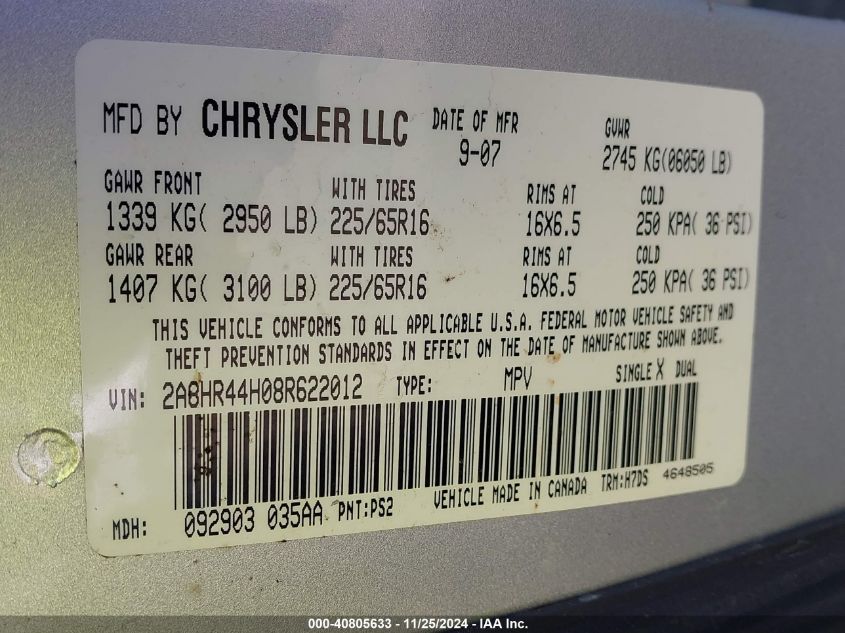 MFD BY CHRYSLER LLC DATE OF MFR GVWR
9-07 2745 KG(06050 LB)
GAWR FRONT WITH TIRES RIMS AT COLD
1339 KG( 2950 LB) 225/65R16 16X6.5 250 KPA( 36 PSI)
GAWR REAR WITH TIRES RIMS AT COLD
1407 KG( 3100 LB) 225/65R16 16X6.5 250 KPA( 36 PSI)
THIS VEHICLE CONFORMS TO ALL APPLICABLE U.S.A. FEDERAL MOTOR VEHICLE SAFETY AND
THEFT PREVENTION STANDARDS IN EFFECT ON THE DATE OF MANUFACTURE SHOWN ABOVE.
VIN: 2A8HR44H08R622012 TYPE: MPV SINGLE X DUAL
MDH: 092903 035AA PNT:PS2 VEHICLE MADE IN CANADA TRM:H7DS 4648505
000-40805633 - 11/25/2024 - IAA Inc.